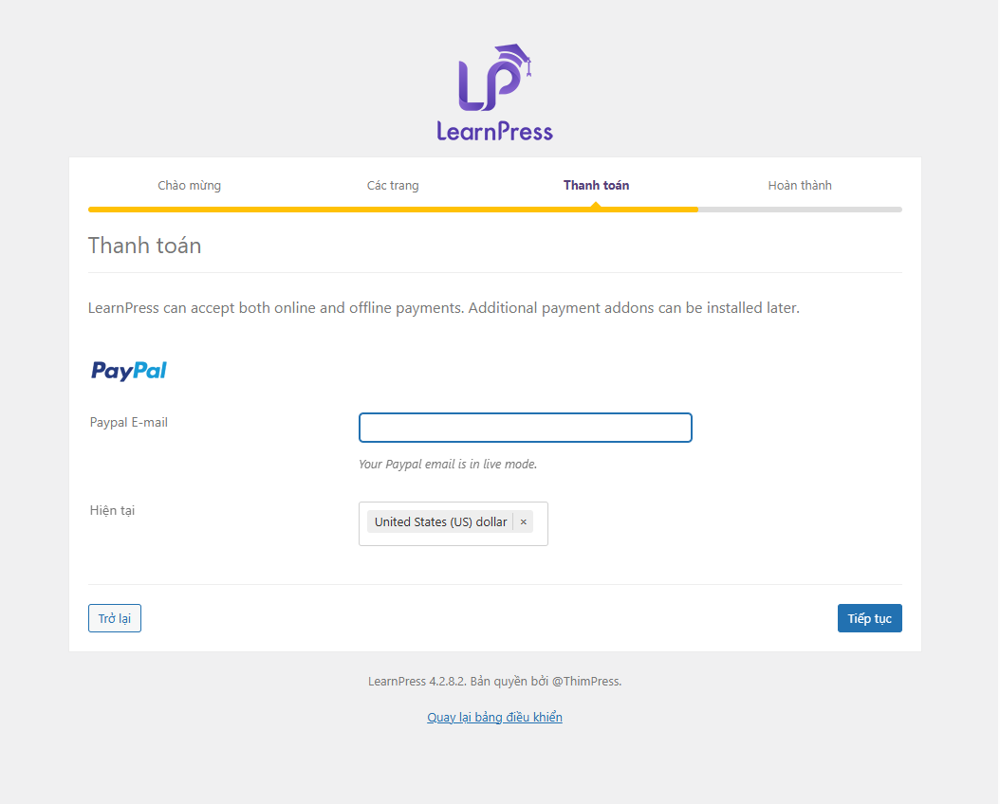 LearnPress
Chào mừng
Các trang
Thanh toán
Hoàn thành
Thanh toán
LearnPress can accept both online and offline payments. Additional payment addons can be installed later.
PayPal
Paypal E-mail
Your Paypal email is in live mode.
Hiện tại
United States (US) dollar ×
Trở lại
Tiếp tục
LearnPress 4.2.8.2. Bản quyền bởi @ThimPress.
Quay lại bảng điều khiển